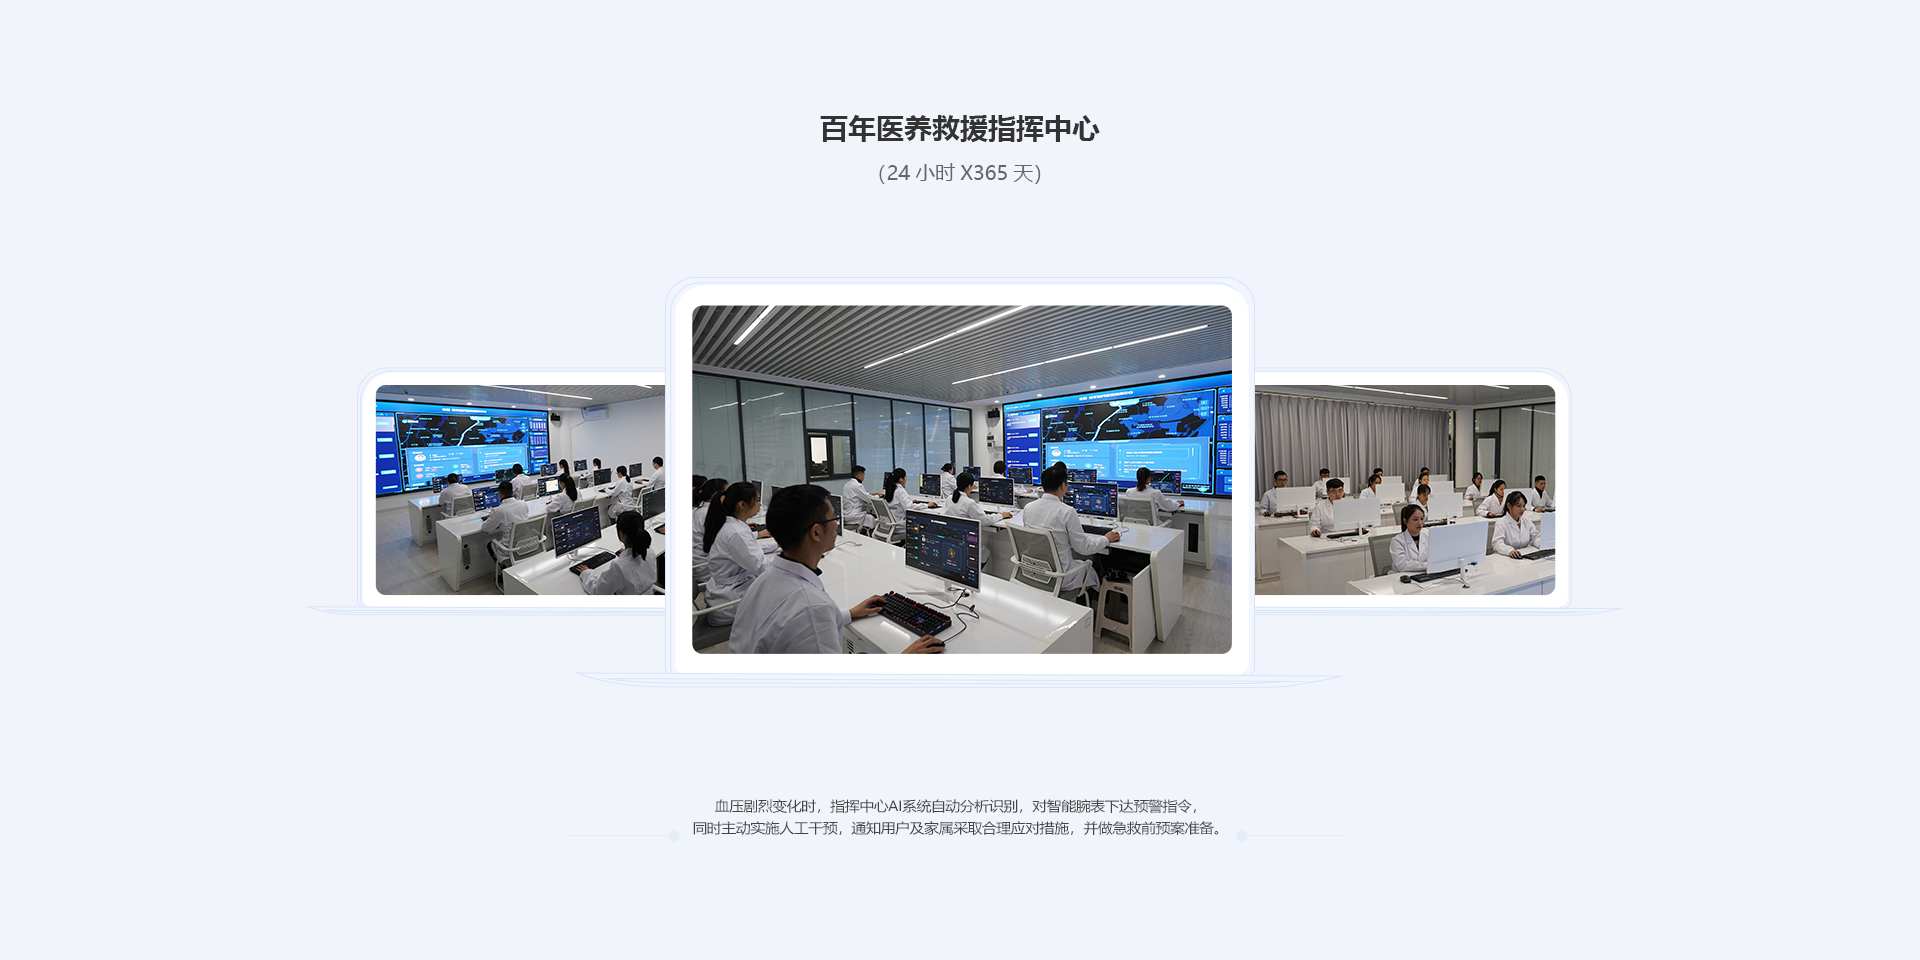 百年医养救援指挥中心
（24 小时 X365 天）
血压剧烈变化时，指挥中心AI系统自动分析识别，对智能腕表下达预警指令，
同时主动实施人工干预，通知用户及家属采取合理应对措施，并做急救前预案准备。